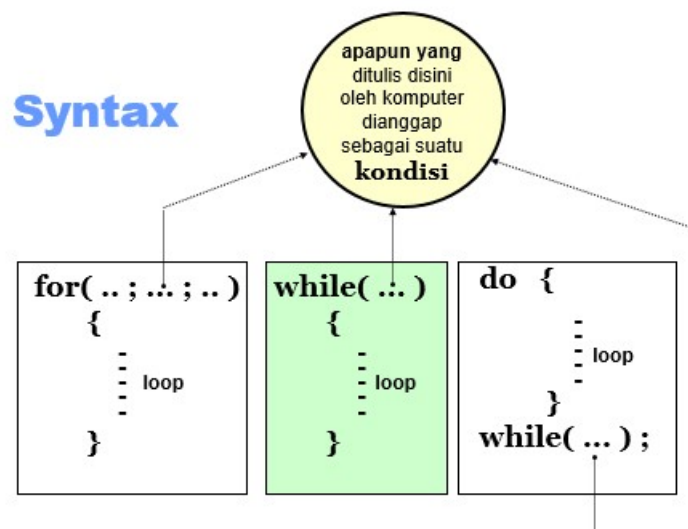 Syntax
apapun yang
ditulis disini
oleh komputer
dianggap
sebagai suatu
kondisi
for( .. ; ... ; .. )
{
loop
}
while( ... )
{
loop
}
do {
loop
}
while( ... ) ;